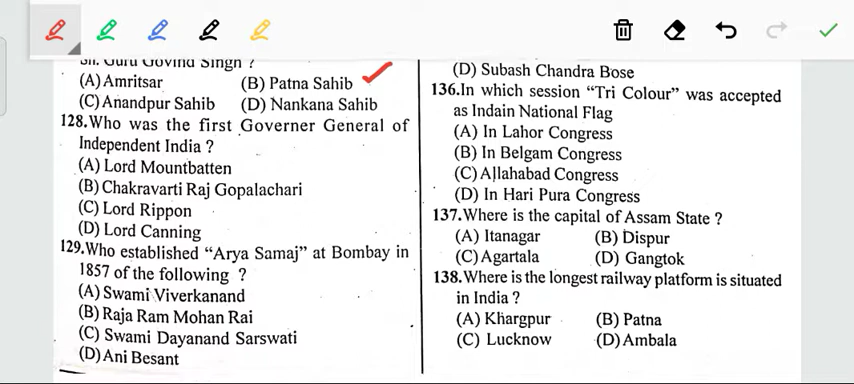 Sh. Guru Govind Singh ?
(A) Amritsar (B) Patna Sahib
(C) Anandpur Sahib (D) Nankana Sahib
128.Who was the first Governer General of
Independent India ?
(A) Lord Mountbatten
(B) Chakravarti Raj Gopalachari
(C) Lord Rippon
(D) Lord Canning
129.Who established “Arya Samaj” at Bombay in
1857 of the following ?
(A) Swami Viverkanand
(B) Raja Ram Mohan Rai
(C) Swami Dayanand Sarswati
(D) Ani Besant
(D) Subash Chandra Bose
136.In which session “Tri Colour” was accepted
as Indain National Flag
(A) In Lahor Congress
(B) In Belgam Congress
(C) Allahabad Congress
(D) In Hari Pura Congress
137.Where is the capital of Assam State ?
(A) Itanagar (B) Dispur
(C) Agartala (D) Gangtok
138.Where is the longest railway platform is situated
in India ?
(A) Khargpur (B) Patna
(C) Lucknow (D) Ambala